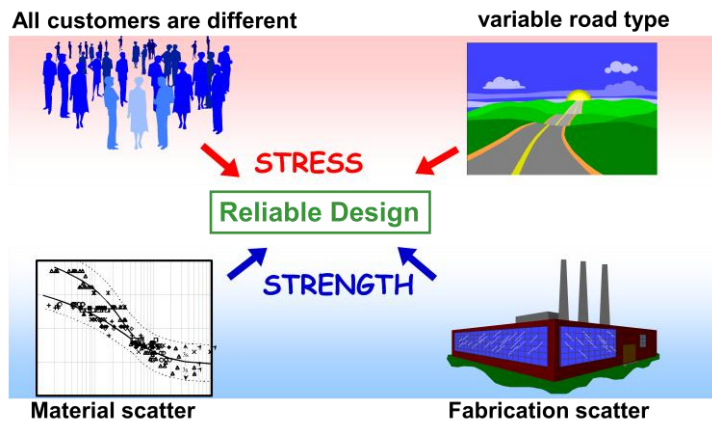 All customers are different
variable road type
STRESS
Reliable Design
STRENGTH
Material scatter
Fabrication scatter